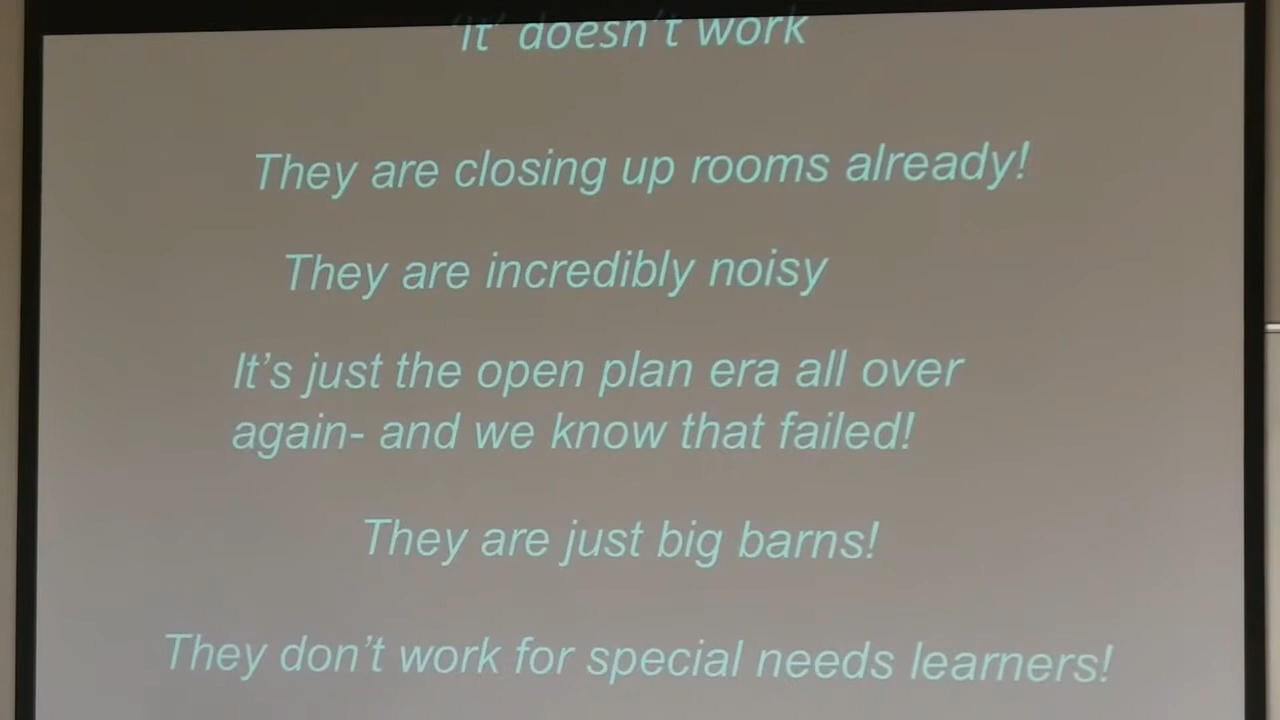 ‘It’ doesn’t work
They are closing up rooms already!
They are incredibly noisy
It’s just the open plan era all over
again- and we know that failed!
They are just big barns!
They don’t work for special needs learners!